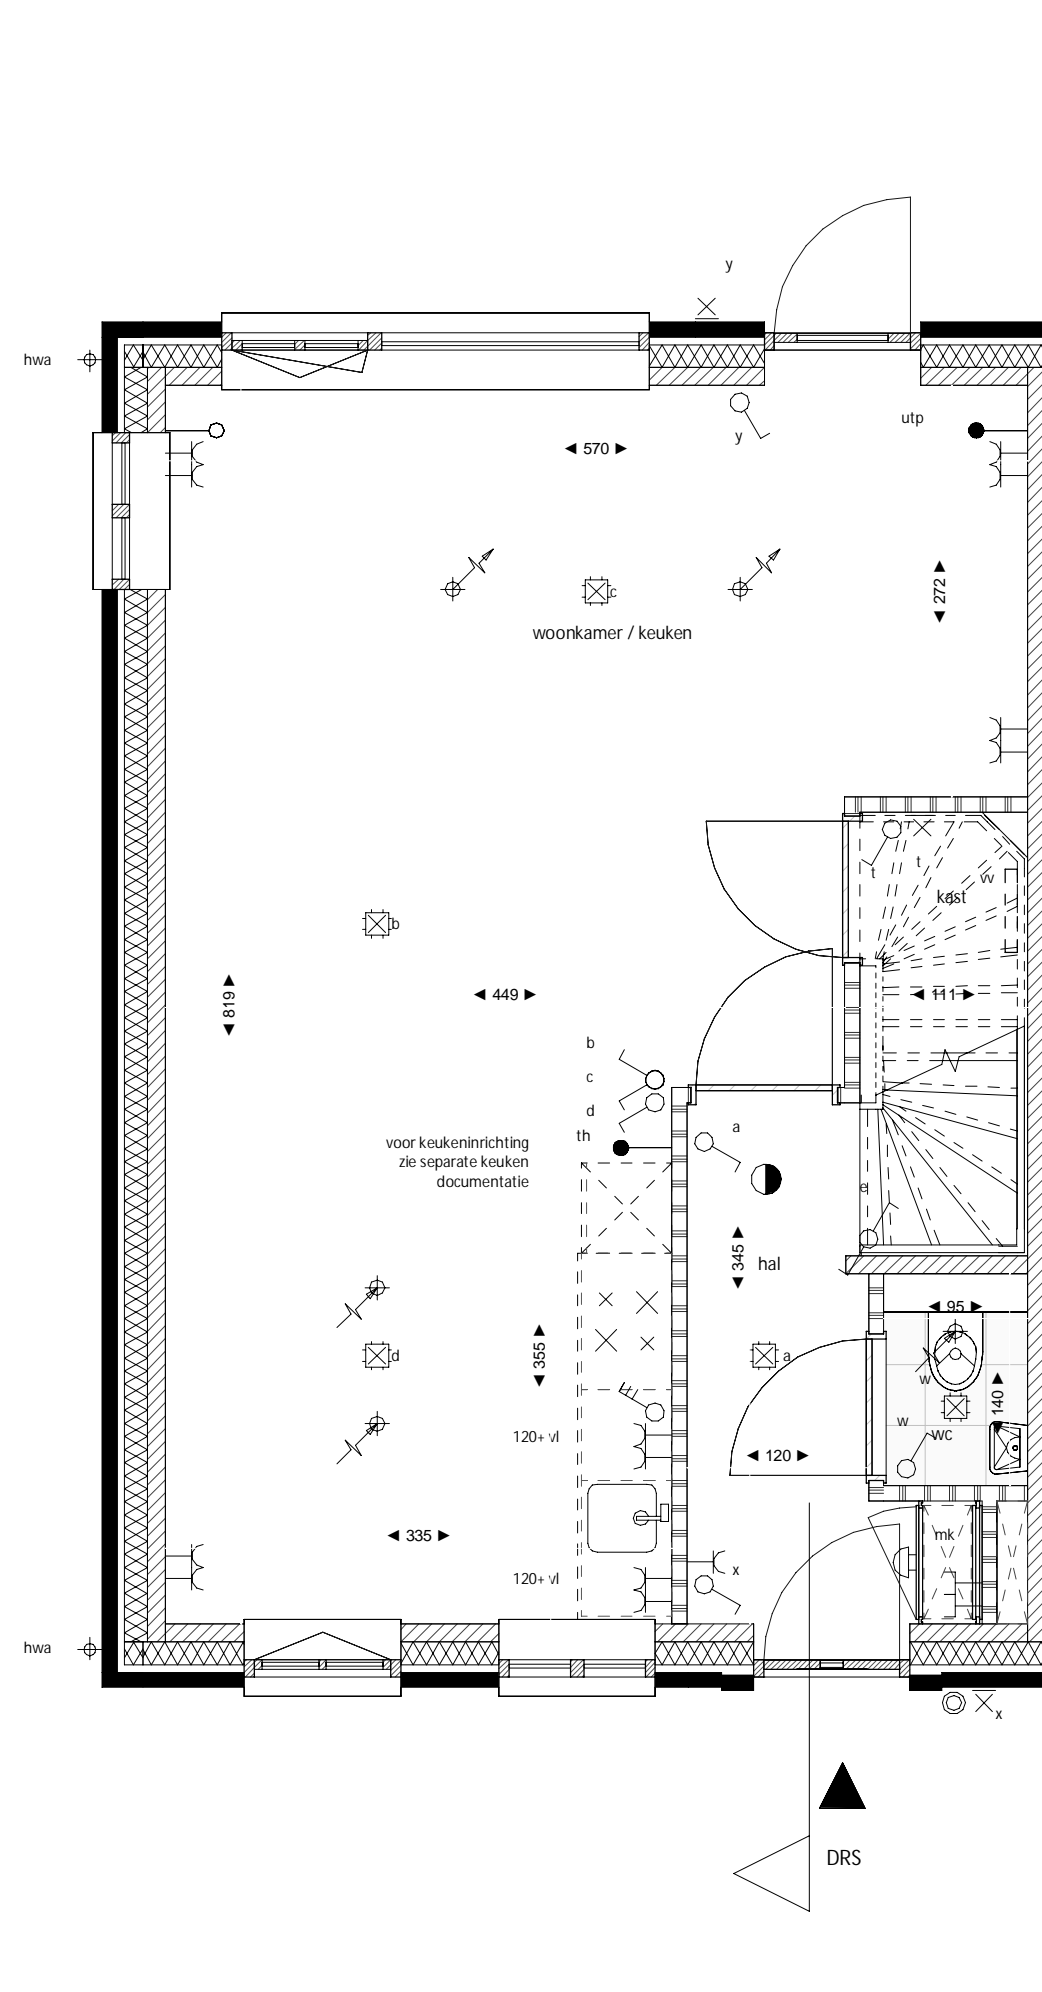 y
hwa
utp
y
◄ 570 ►
◄ 272 ►
c
woonkamer / keuken
t
t
vv
kast
b
◄ 819 ►
◄ 449 ►
◄ 111 ►
b
c
d
th
a
voor keukeninrichting
zie separate keuken
documentatie
e
◄ 345 ►
hal
◄ 95 ►
◄ 355 ►
d
a
w
◄ 140 ►
w
wc
120+ vl
◄ 120 ►
◄ 335 ►
mk
x
120+ vl
hwa
x
DRS